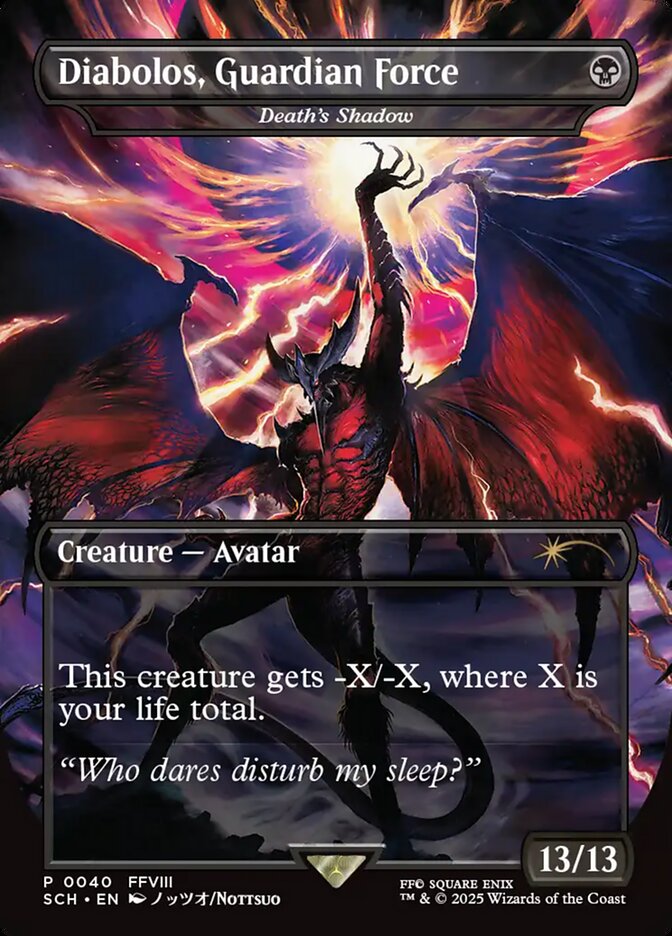 Diabolos, Guardian Force
Death's Shadow
Creature — Avatar
This creature gets -X/-X, where X is
your life total.
“Who dares disturb my sleep?”
13/13
P 0040 FFVIII
SCH • EN ノッツオ/Nottsuo
FF© SQUARE ENIX
™ & © 2025 Wizards of the Coast